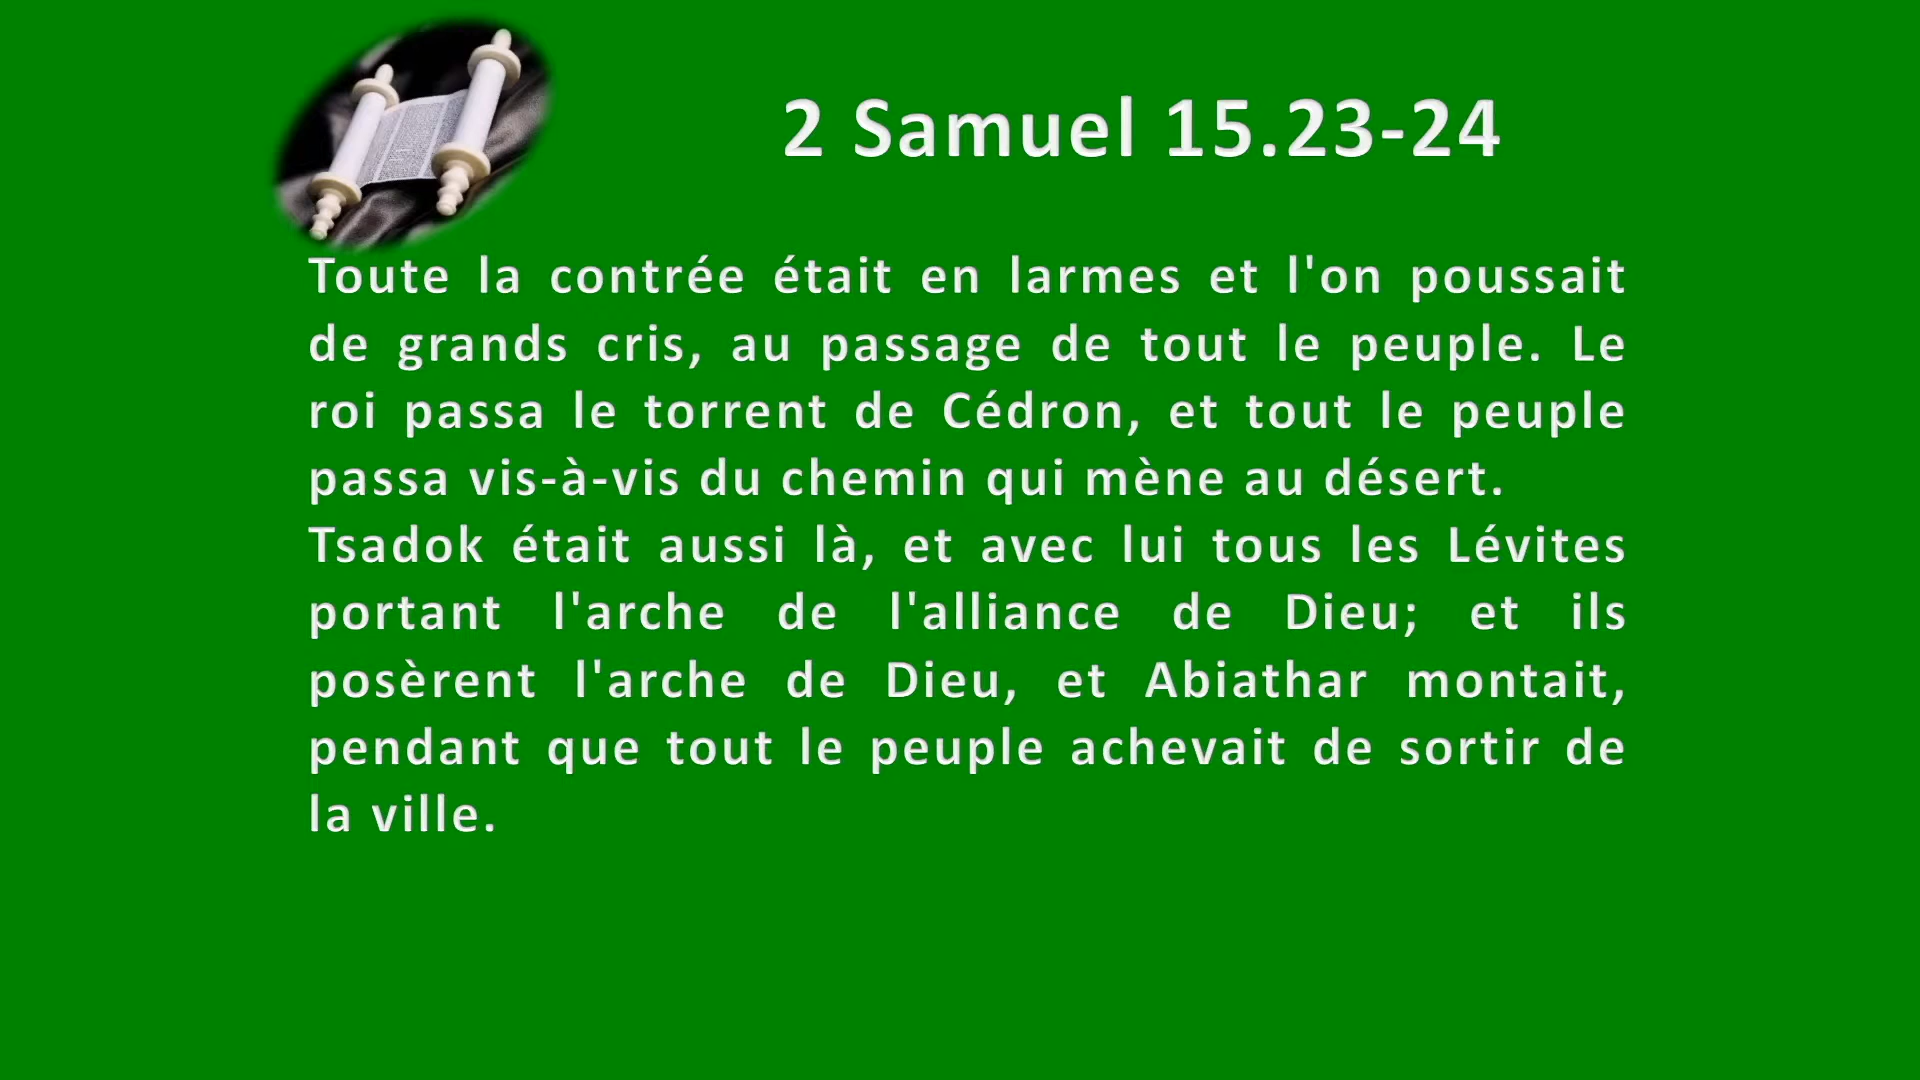 2 Samuel 15.23-24
Toute la contrée était en larmes et l'on poussait
de grands cris, au passage de tout le peuple. Le
roi passa le torrent de Cédron, et tout le peuple
passa vis-à-vis du chemin qui mène au désert.
Tsadok était aussi là, et avec lui tous les Lévites
portant l'arche de l'alliance de Dieu; et ils
posèrent l'arche de Dieu, et Abiathar montait,
pendant que tout le peuple achevait de sortir de
la ville.